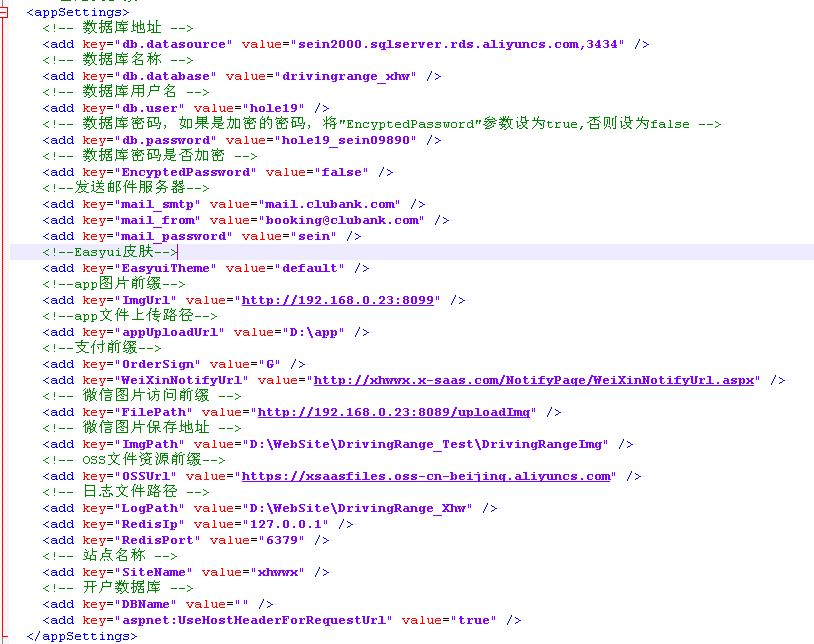 <appSettings>
<!-- 数据库地址 -->
<add key="db.datasource" value="sein2000.sqlserver.rds.aliyuncs.com,3434" />
<!-- 数据库名称 -->
<add key="db.database" value="drivingrange_xhw" />
<!-- 数据库用户名 -->
<add key="db.user" value="hole19" />
<!-- 数据库密码，如果是加密的密码，将"EncyptedPassword"参数设为true,否则设为false -->
<add key="db.password" value="hole19_sein09890" />
<!-- 数据库密码是否加密 -->
<add key="EncyptedPassword" value="false" />
<!--发送邮件服务器-->
<add key="mail_smtp" value="mail.clubank.com" />
<add key="mail_from" value="booking@clubank.com" />
<add key="mail_password" value="sein" />
<!--Easyui皮肤-->
<add key="EasyuiTheme" value="default" />
<!--app图片前缀-->
<add key="ImgUrl" value="http://192.168.0.23:8099" />
<!--app文件上传路径-->
<add key="appUploadUrl" value="D:\app" />
<!--支付前缀-->
<add key="OrderSign" value="G" />
<add key="WeiXinNotifyUrl" value="http://xhwwx.x-saas.com/NotifyPage/WeiXinNotifyUrl.aspx" />
<!-- 微信图片访问前缀 -->
<add key="FilePath" value="http://192.168.0.23:8089/uploadImg" />
<!-- 微信图片保存地址 -->
<add key="ImgPath" value="D:\WebSite\DrivingRange_Test\DrivingRangeImg" />
<!-- OSS文件资源前缀-->
<add key="OSSUrl" value="https://xsaasfiles.oss-cn-beijing.aliyuncs.com" />
<!-- 日志文件路径 -->
<add key="LogPath" value="D:\WebSite\DrivingRange_Xhw" />
<add key="RedisIp" value="127.0.0.1" />
<add key="RedisPort" value="6379" />
<!-- 站点名称 -->
<add key="SiteName" value="xhwwx" />
<!-- 开户数据库 -->
<add key="DBName" value="" />
<add key="aspnet:UseHostHeaderForRequestUrl" value="true" />
</appSettings>